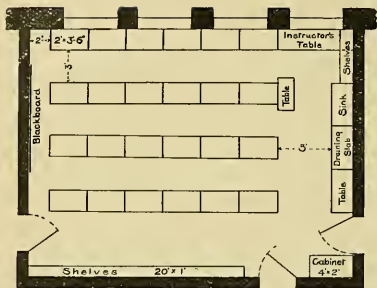 2'
2'×3'-6"
Instructor's
Table
Shelves
3'
Blackboard
Table
Sink
5'
Draining
Slab
Table
Shelves 20'×1'
Cabinet
4'×2'